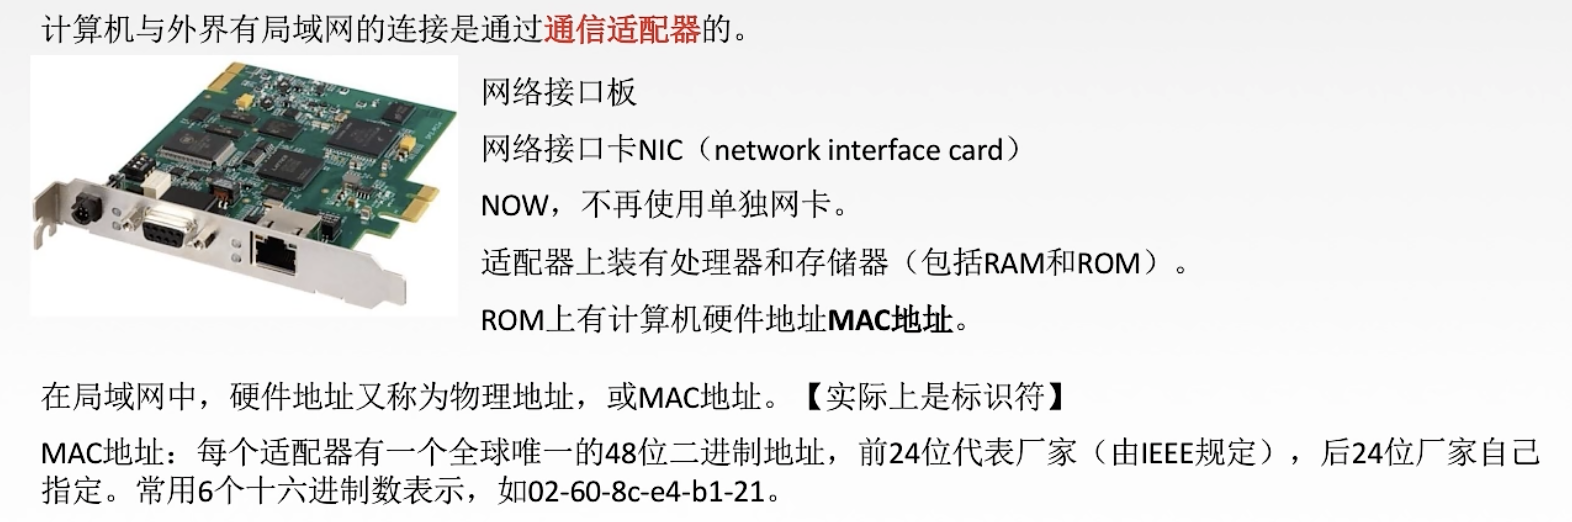 计算机与外界有局域网的连接是通过通信适配器的。
网络接口板
网络接口卡NIC（network interface card）
NOW，不再使用单独网卡。
适配器上装有处理器和存储器（包括RAM和ROM）。
ROM上有计算机硬件地址MAC地址。
在局域网中，硬件地址又称为物理地址，或MAC地址。【实际上是标识符】
MAC地址：每个适配器有一个全球唯一的48位二进制地址，前24位代表厂家（由IEEE规定），后24位厂家自己
指定。常用6个十六进制数表示，如02-60-8c-e4-b1-21。